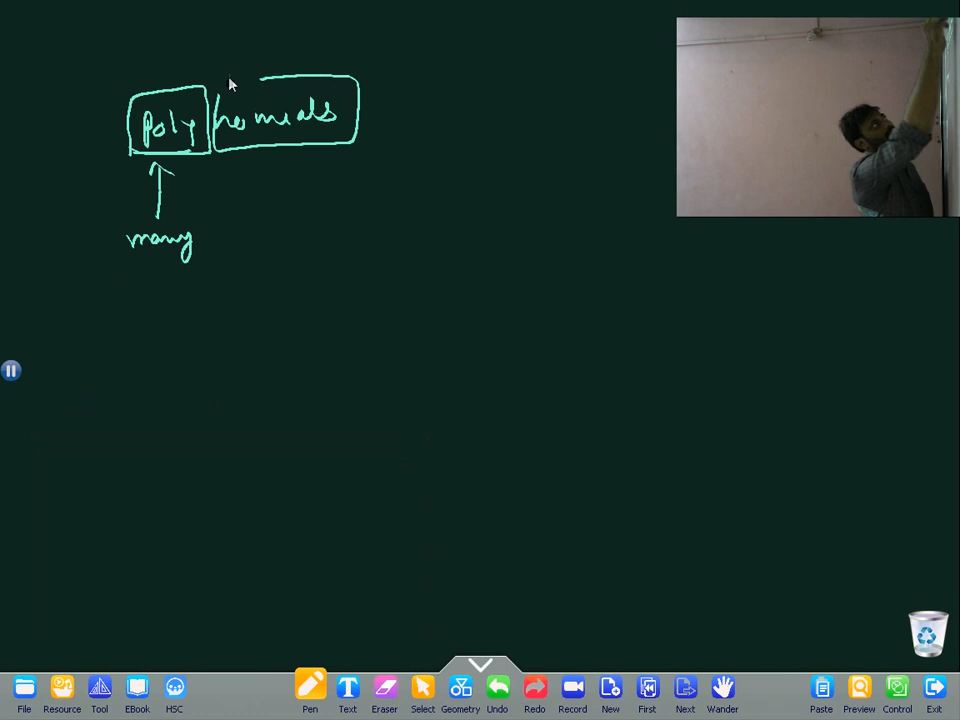 poly nomials
many
File Resource Tool EBook HSC Pen Text Eraser Select Geometry Undo Redo Record New First Next Wander Paste Preview Control Exit